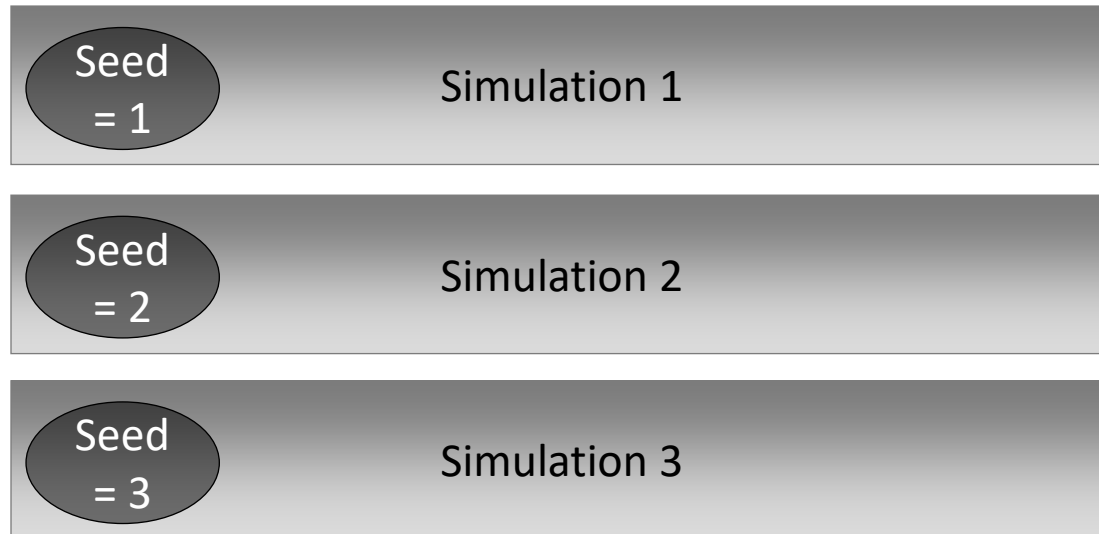 Seed
= 1
Simulation 1
Seed
= 2
Simulation 2
Seed
= 3
Simulation 3